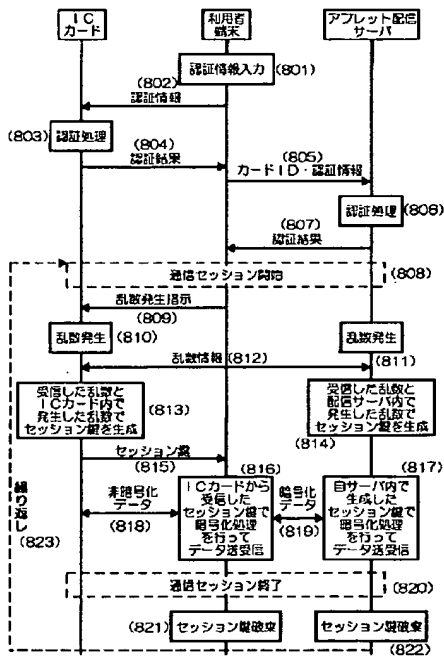 IC
カード
利用者
端末
アプレット配信
サーバ
認証情報入力
(801)
(802)
認証情報
(803)
認証処理
(804)
認証結果
(805)
カードID・認証情報
認証処理
(806)
(807)
認証結果
通信セッション開始
(808)
乱数発生指示
(809)
乱数発生
(810)
乱数発生
(811)
乱数情報
(812)
受信した乱数と
ICカード内で
発生した乱数で
セッション鍵を生成
(813)
受信した乱数と
配信サーバ内で
発生した乱数で
セッション鍵を生成
(814)
セッション鍵
(815)
(816)
ICカードから
受信した
セッション鍵で
暗号化処理
を行って
データ送受信
(817)
自サーバ内で
生成した
セッション鍵で
暗号化処理
を行って
データ送受信
非暗号化
データ
(818)
暗号化
データ
(819)
繰り返し
(823)
通信セッション終了
(820)
(821)
セッション鍵破棄
セッション鍵破棄
(822)